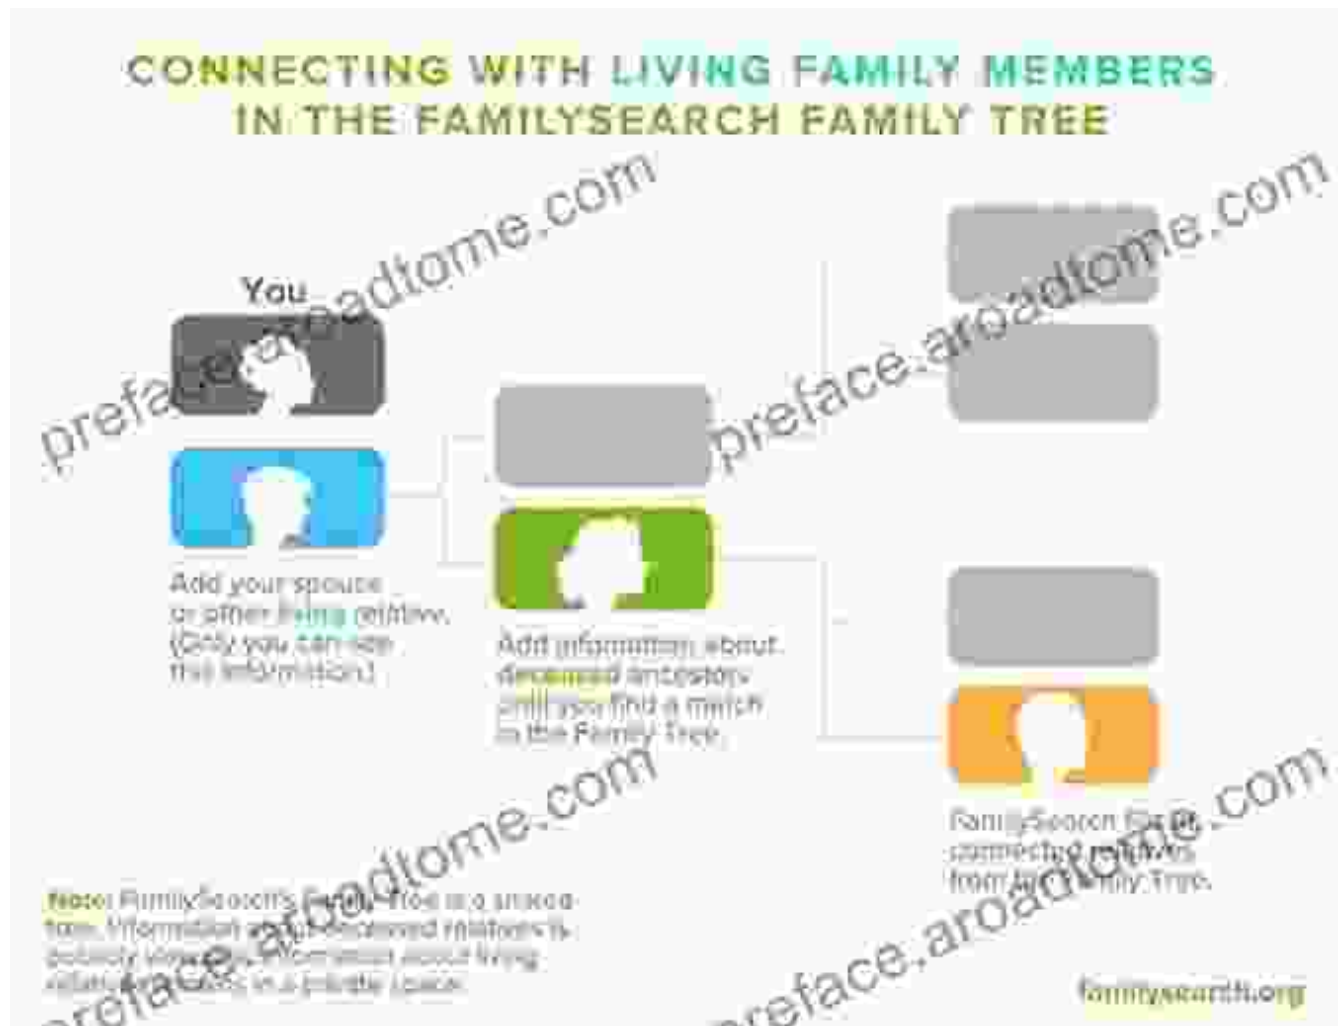 CONNECTING WITH LIVING FAMILY MEMBERS
IN THE FAMILYSEARCH FAMILY TREE
preface.aroadtome.com
preface.aroadtome.com
You
Add your spouse
or other living relative.
(Only you can see
this information.)
Add information about
deceased ancestors
until you find a match
in the Family Tree.
FamilySearch
connected relatives
from the Family Tree.
Note: FamilySearch's Family Tree is a shared
tree. Information about deceased relatives is
publicly information about living
in a private space.
preface.aroadtome.com
preface.aroadtome.com
familysearch.org